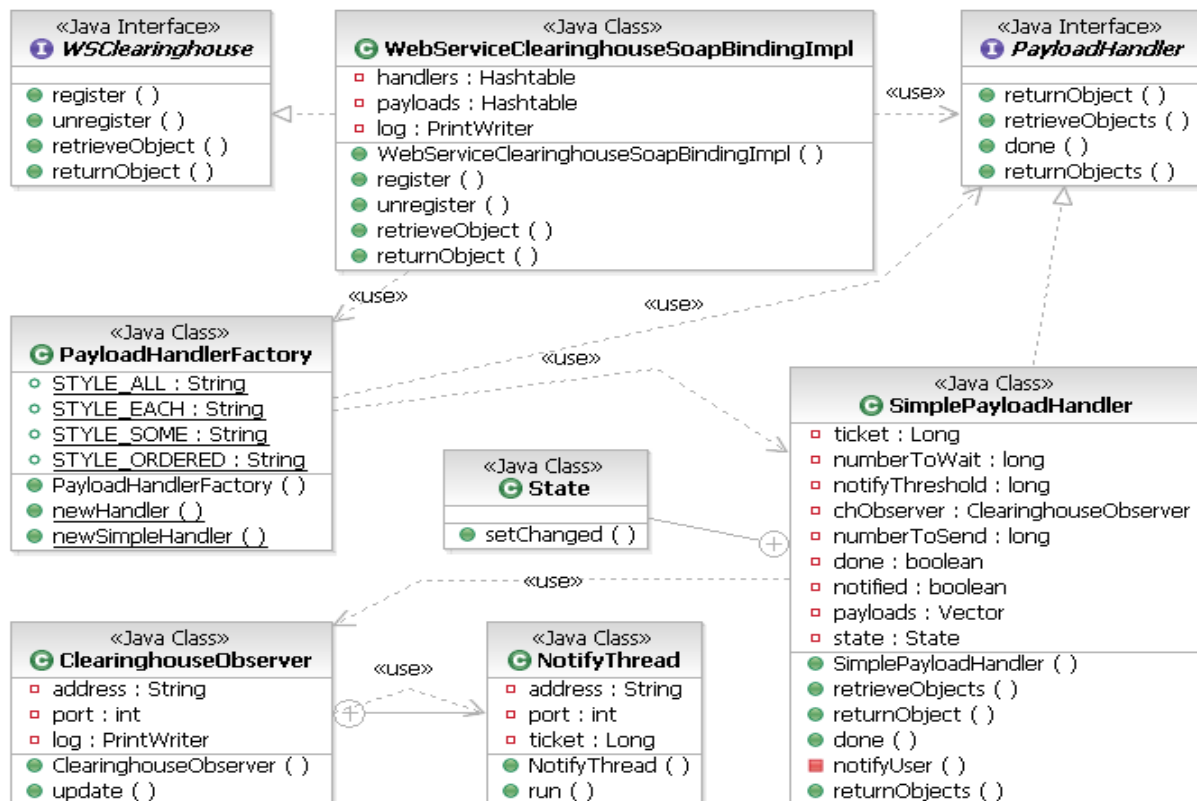 «Java Interface»
WSClearinghouse
register ( )
unregister ( )
retrieveObject ( )
returnObject ( )
«Java Class»
WebServiceClearinghouseSoapBindingImpl
handlers : Hashtable
payloads : Hashtable
log : PrintWriter
WebServiceClearinghouseSoapBindingImpl ( )
register ( )
unregister ( )
retrieveObject ( )
returnObject ( )
«use»
«Java Interface»
PayloadHandler
returnObject ( )
retrieveObjects ( )
done ( )
returnObjects ( )
«use»
«use»
«use»
«Java Class»
PayloadHandlerFactory
STYLE_ALL : String
STYLE_EACH : String
STYLE_SOME : String
STYLE_ORDERED : String
PayloadHandlerFactory ( )
newHandler ( )
newSimpleHandler ( )
«Java Class»
State
setChanged ( )
«Java Class»
SimplePayloadHandler
ticket : Long
numberToWait : long
notifyThreshold : long
chObserver : ClearinghouseObserver
numberToSend : long
done : boolean
notified : boolean
payloads : Vector
state : State
SimplePayloadHandler ( )
retrieveObjects ( )
returnObject ( )
done ( )
notifyUser ( )
returnObjects ( )
«use»
«Java Class»
ClearinghouseObserver
address : String
port : int
log : PrintWriter
ClearinghouseObserver ( )
update ( )
«use»
«Java Class»
NotifyThread
address : String
port : int
ticket : Long
NotifyThread ( )
run ( )